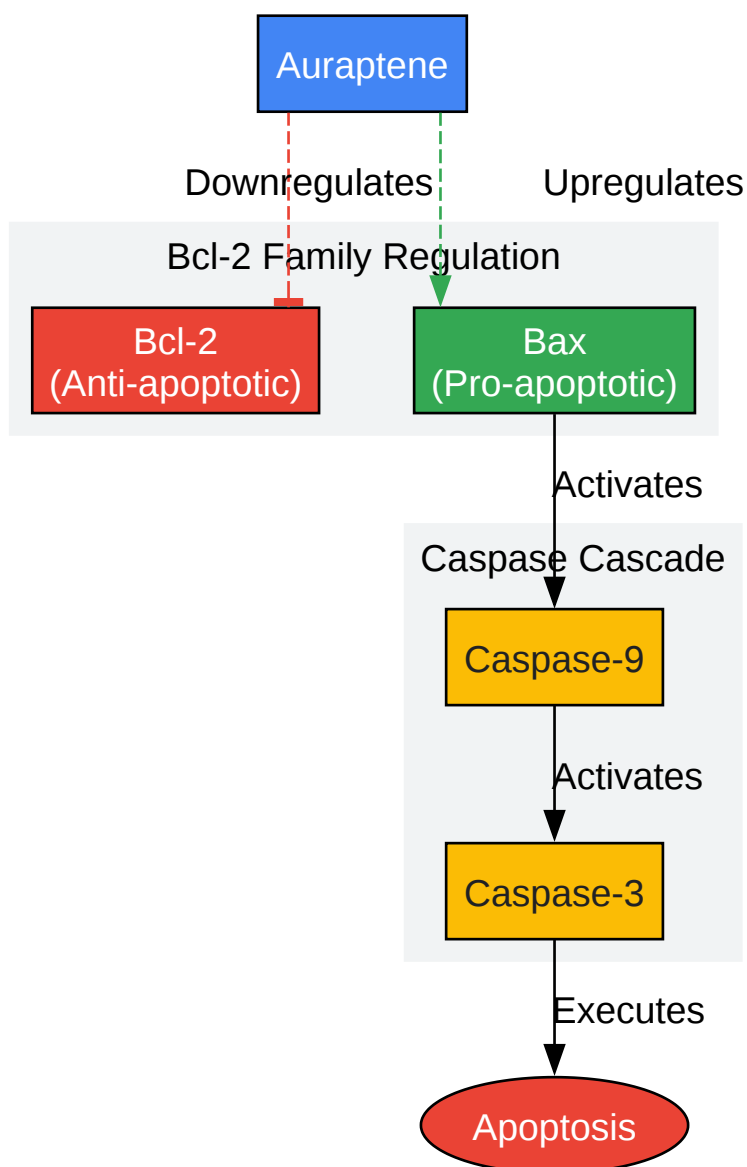 Auraptene
Downregulates
Upregulates
Bcl-2 Family Regulation
Bcl-2
(Anti-apoptotic)
Bax
(Pro-apoptotic)
Activates
Caspase Cascade
Caspase-9
Activates
Caspase-3
Executes
Apoptosis